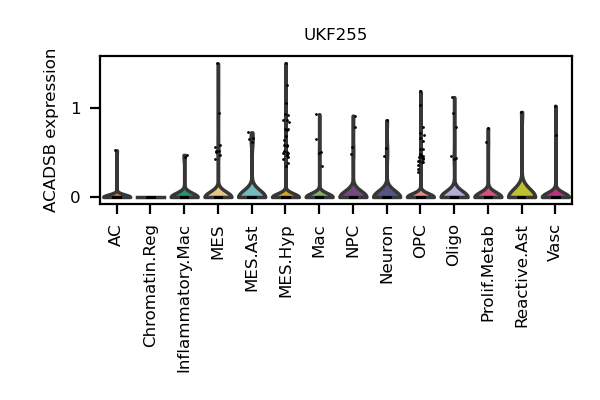 UKF255
ACADSB expression
1
0
AC
Chromatin.Reg
Inflammatory.Mac
MES
MES.Ast
MES.Hyp
Mac
NPC
Neuron
OPC
Oligo
Prolif.Metab
Reactive.Ast
Vasc